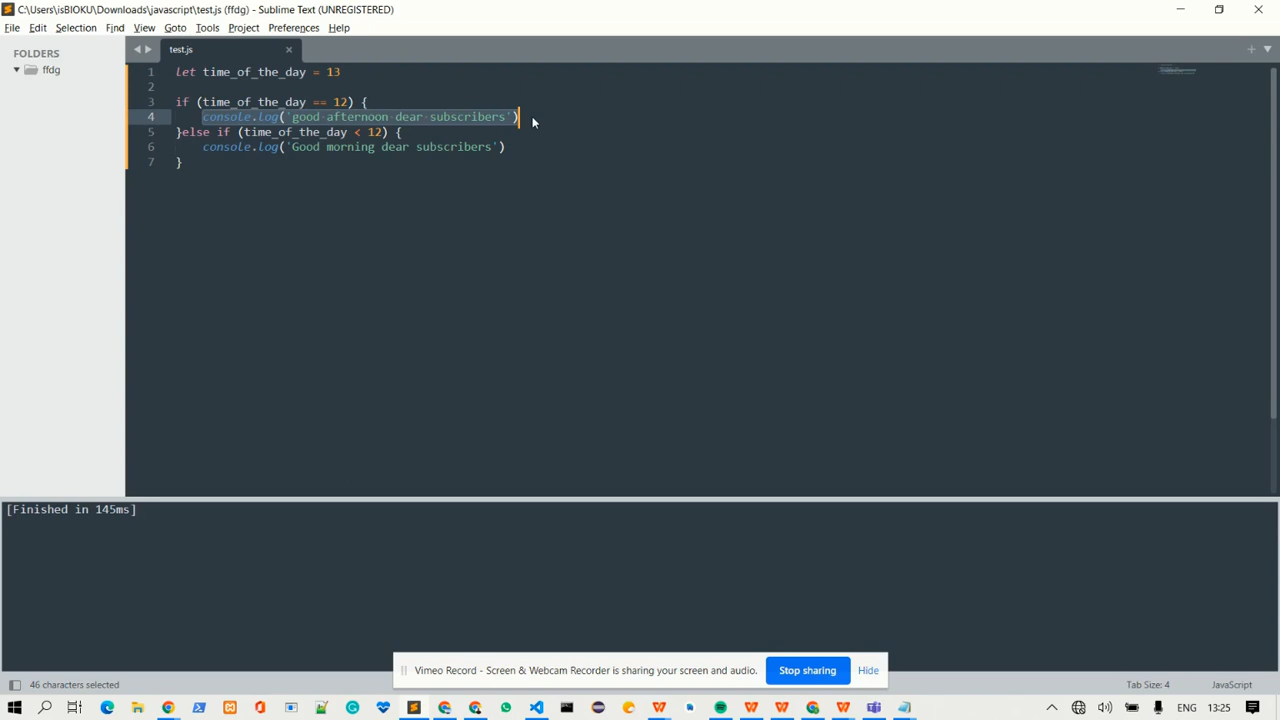 C:\Users\isBIOKU\Downloads\javascript\test.js (ffdg) - Sublime Text (UNREGISTERED)
File Edit Selection Find View Goto Tools Project Preferences Help
FOLDERS
ffdg
test.js
1 let time_of_the_day = 13
2
3 if (time_of_the_day == 12) {
4 console.log('good afternoon dear subscribers')
5 }else if (time_of_the_day < 12) {
6 console.log('Good morning dear subscribers')
7 }
[Finished in 145ms]
Vimeo Record - Screen & Webcam Recorder is sharing your screen and audio. Stop sharing Hide
46 characters selected Tab Size: 4 JavaScript
ENG 13:25